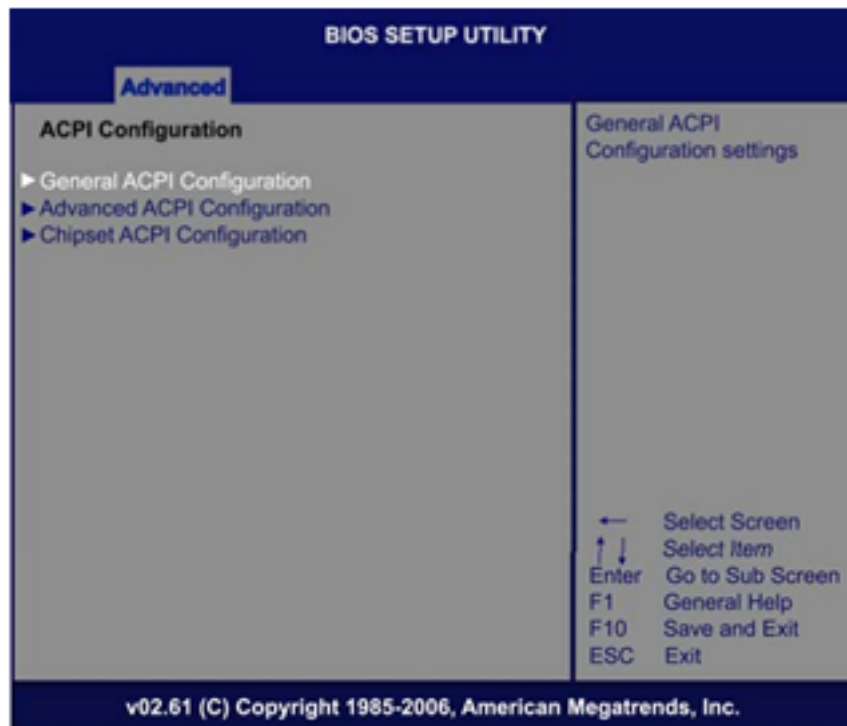 BIOS SETUP UTILITY
Advanced
ACPI Configuration
►General ACPI Configuration
►Advanced ACPI Configuration
►Chipset ACPI Configuration
General ACPI
Configuration settings
← Select Screen
↑↓ Select Item
Enter Go to Sub Screen
F1 General Help
F10 Save and Exit
ESC Exit
v02.61 (C) Copyright 1985-2006, American Megatrends, Inc.